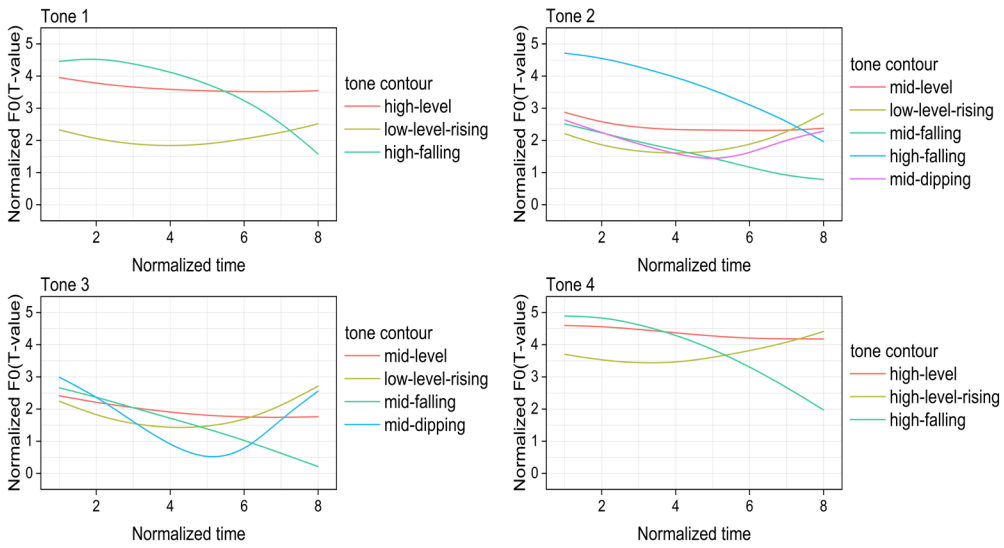 Tone 1
Normalized F0(T-value)
5
4
3
2
1
0
2 4 6 8
Normalized time
tone contour
high-level
low-level-rising
high-falling
Tone 2
Normalized F0(T-value)
5
4
3
2
1
0
2 4 6 8
Normalized time
tone contour
mid-level
low-level-rising
mid-falling
high-falling
mid-dipping
Tone 3
Normalized F0(T-value)
5
4
3
2
1
0
2 4 6 8
Normalized time
tone contour
mid-level
low-level-rising
mid-falling
mid-dipping
Tone 4
Normalized F0(T-value)
5
4
3
2
1
0
2 4 6 8
Normalized time
tone contour
high-level
high-level-rising
high-falling